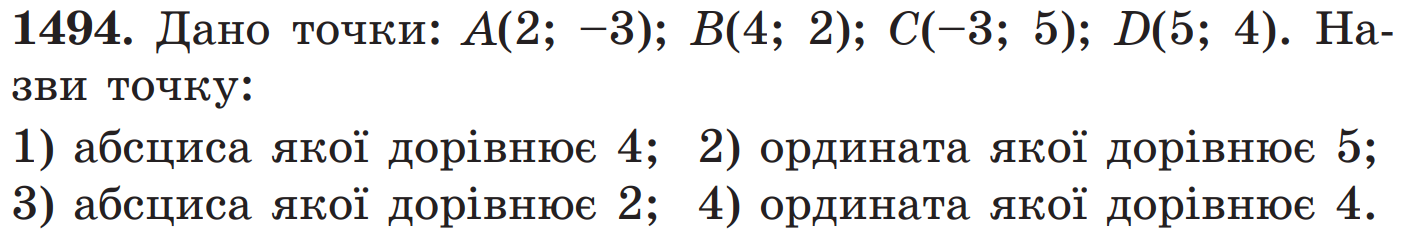 1494. Дано точки: A(2; −3); B(4; 2); C(−3; 5); D(5; 4). На-
зви точку:
1) абсциса якої дорівнює 4; 2) ордината якої дорівнює 5;
3) абсциса якої дорівнює 2; 4) ордината якої дорівнює 4.